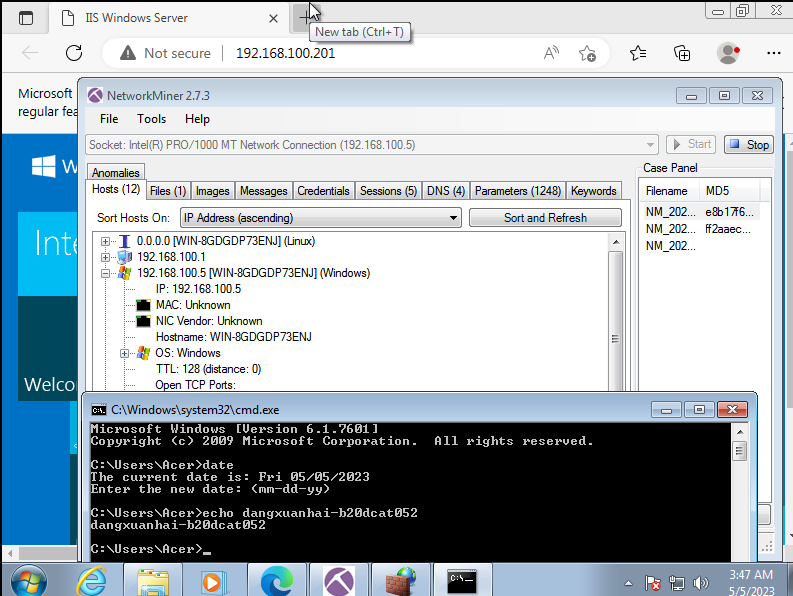 IIS Windows Server
New tab (Ctrl+T)
Not secure
192.168.100.201
Microsoft
regular fea
NetworkMiner 2.7.3
File Tools Help
Socket: Intel(R) PRO/1000 MT Network Connection (192.168.100.5)
Start
Stop
Anomalies
Hosts (12) Files (1) Images Messages Credentials Sessions (5) DNS (4) Parameters (1248) Keywords
Sort Hosts On: IP Address (ascending) Sort and Refresh
0.0.0.0 [WIN-8GDGDP73ENJ] (Linux)
192.168.100.1
192.168.100.5 [WIN-8GDGDP73ENJ] (Windows)
IP: 192.168.100.5
MAC: Unknown
NIC Vendor: Unknown
Hostname: WIN-8GDGDP73ENJ
OS: Windows
TTL: 128 (distance: 0)
Open TCP Ports:
Case Panel
Filename MD5
NM_202... e8b17f6...
NM_202... ff2aaec...
NM_202...
W
Inte
Welco
C:\Windows\system32\cmd.exe
Microsoft Windows [Version 6.1.7601]
Copyright (c) 2009 Microsoft Corporation.  All rights reserved.
C:\Users\Acer>date
The current date is: Fri 05/05/2023
Enter the new date: (mm-dd-yy)
C:\Users\Acer>echo dangxuanhai-b20dcat052
dangxuanhai-b20dcat052
C:\Users\Acer>_
3:47 AM
5/5/2023